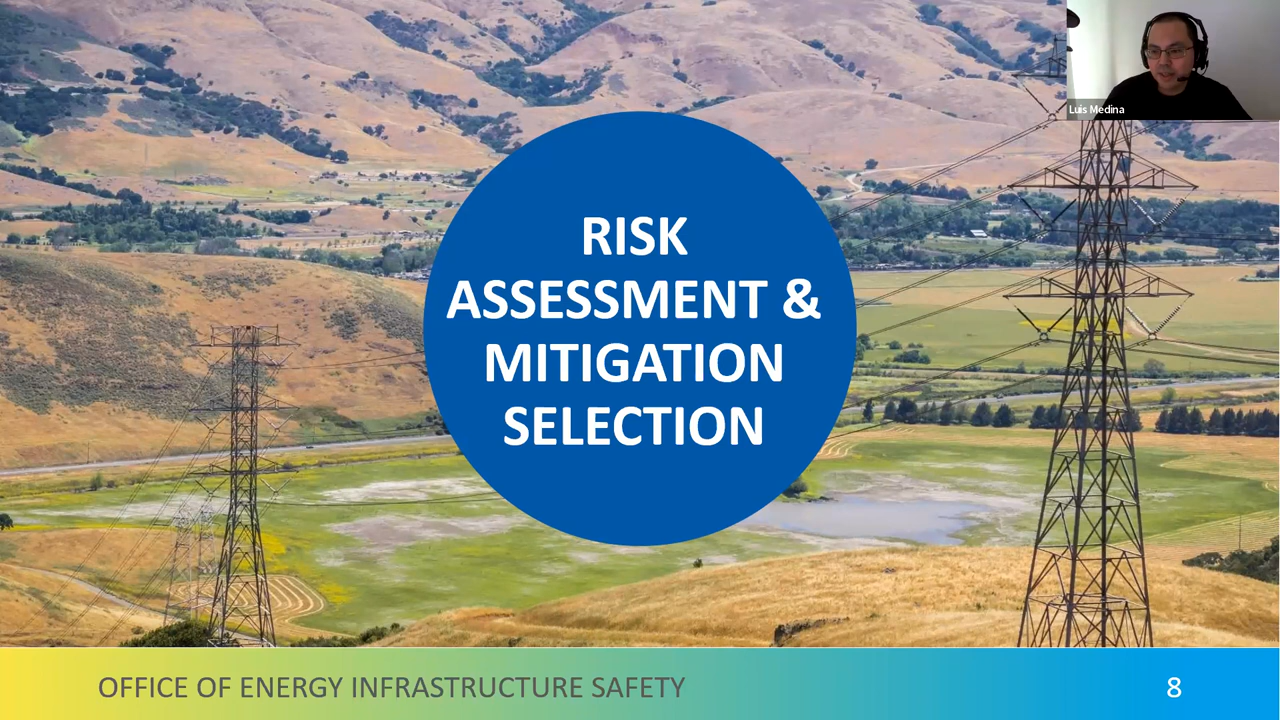 Luis Medina
RISK
ASSESSMENT &
MITIGATION
SELECTION
OFFICE OF ENERGY INFRASTRUCTURE SAFETY
8